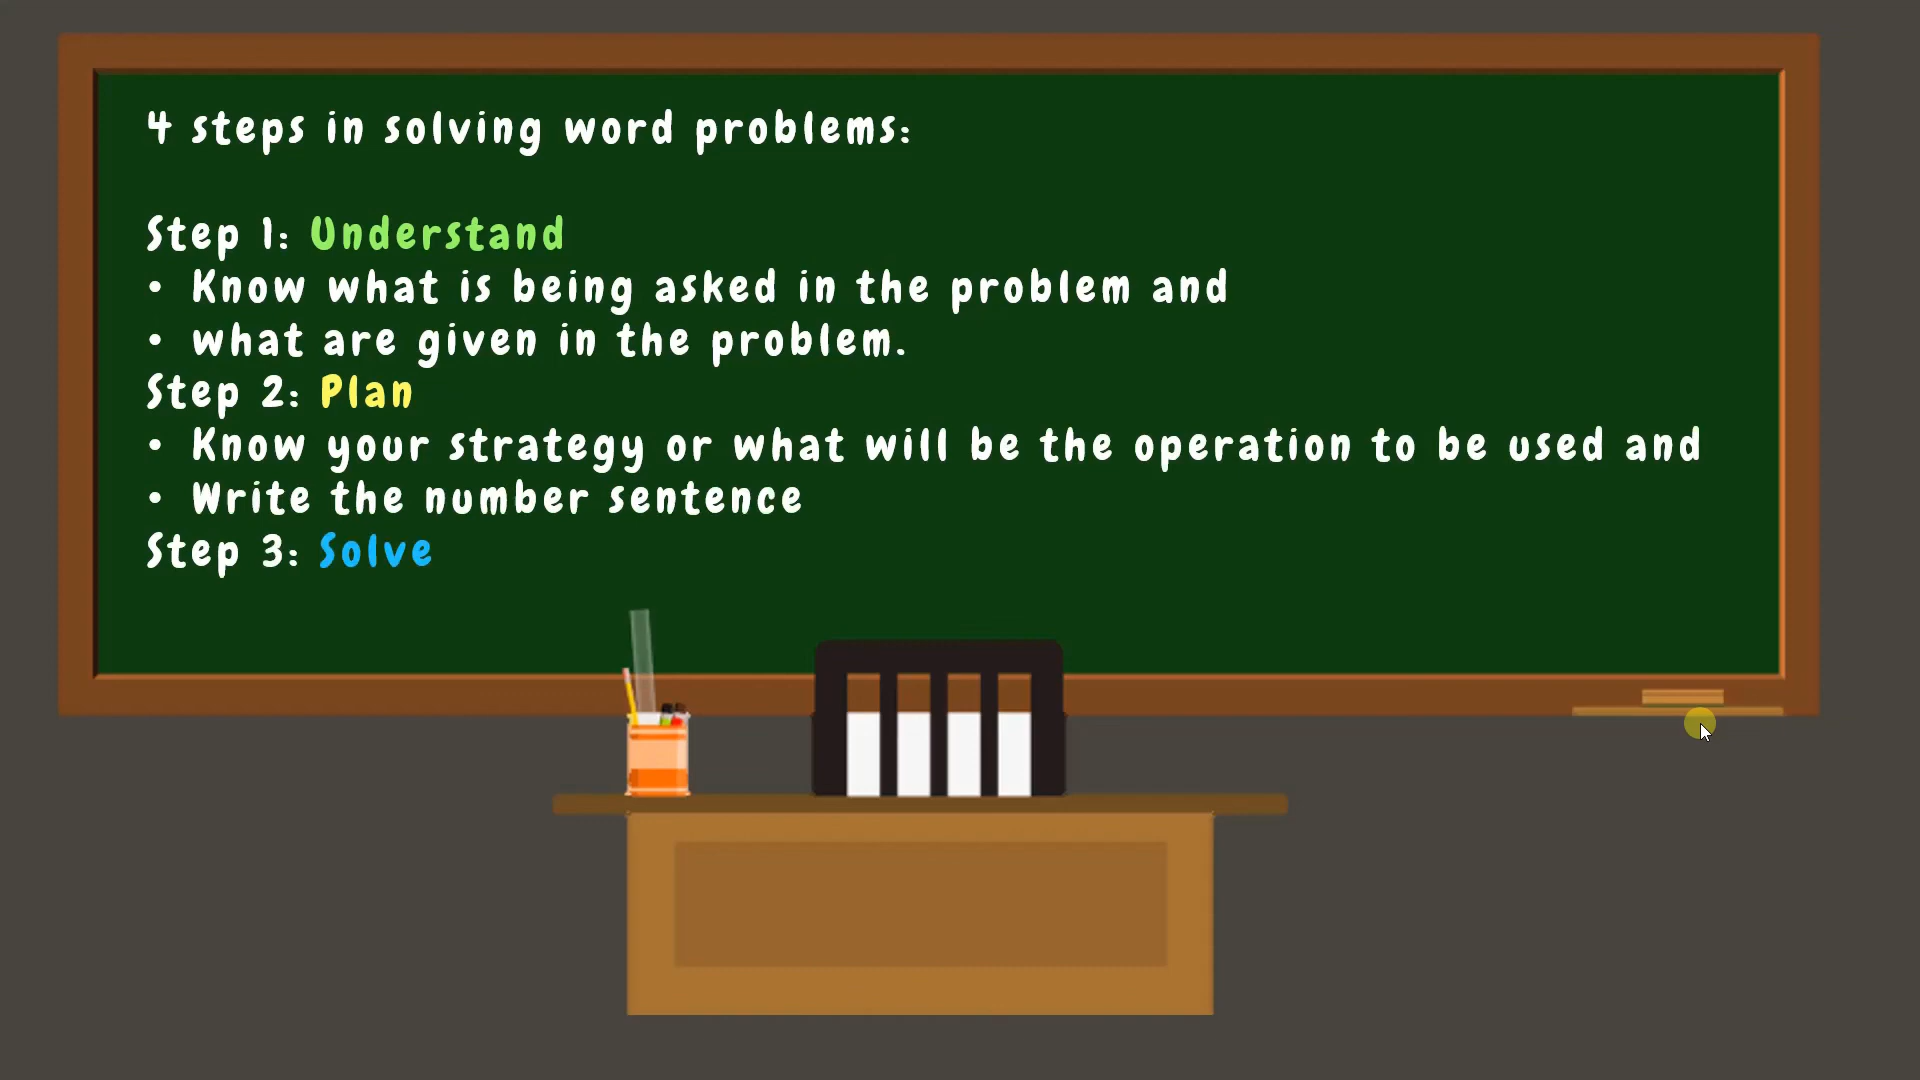 4 steps in solving word problems:
Step 1: Understand
• Know what is being asked in the problem and
• what are given in the problem.
Step 2: Plan
• Know your strategy or what will be the operation to be used and
• Write the number sentence
Step 3: Solve